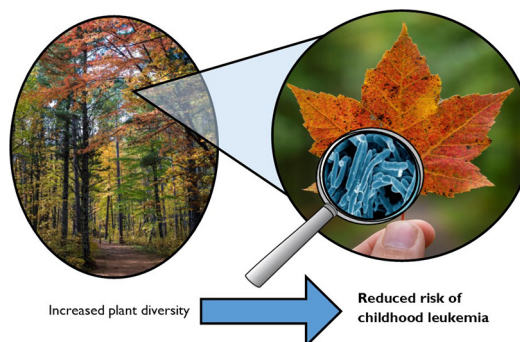 Increased plant diversity
Reduced risk of
childhood leukemia